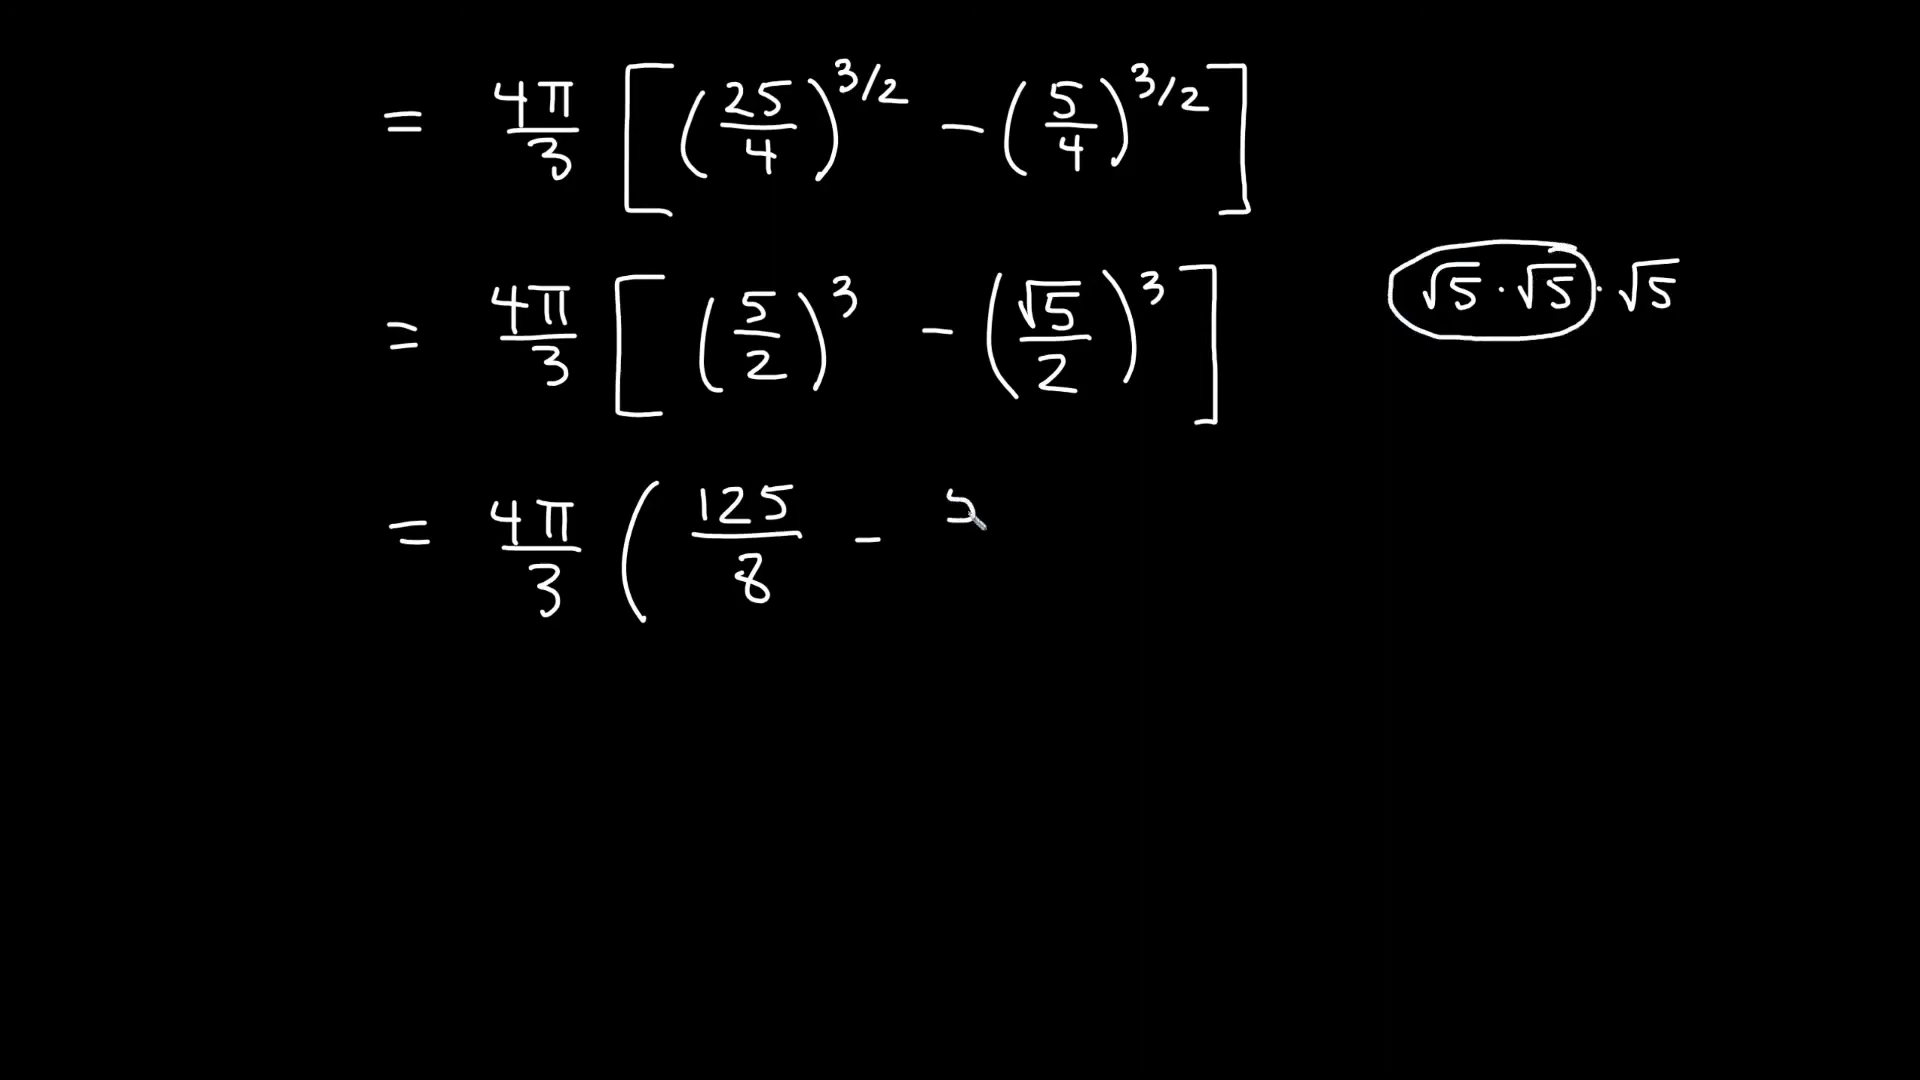 = 4π/3 [ (25/4)^3/2 − (5/4)^3/2 ]
= 4π/3 [ (5/2)^3 − (√5/2)^3 ] √5 · √5 · √5
= 4π/3 ( 125/8 −